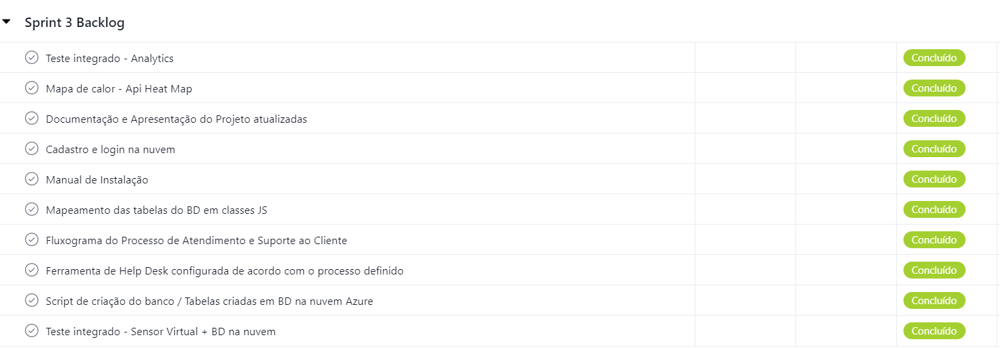 Sprint 3 Backlog
Teste integrado - Analytics Concluído
Mapa de calor - Api Heat Map Concluído
Documentação e Apresentação do Projeto atualizadas Concluído
Cadastro e login na nuvem Concluído
Manual de Instalação Concluído
Mapeamento das tabelas do BD em classes JS Concluído
Fluxograma do Processo de Atendimento e Suporte ao Cliente Concluído
Ferramenta de Help Desk configurada de acordo com o processo definido Concluído
Script de criação do banco / Tabelas criadas em BD na nuvem Azure Concluído
Teste integrado - Sensor Virtual + BD na nuvem Concluído